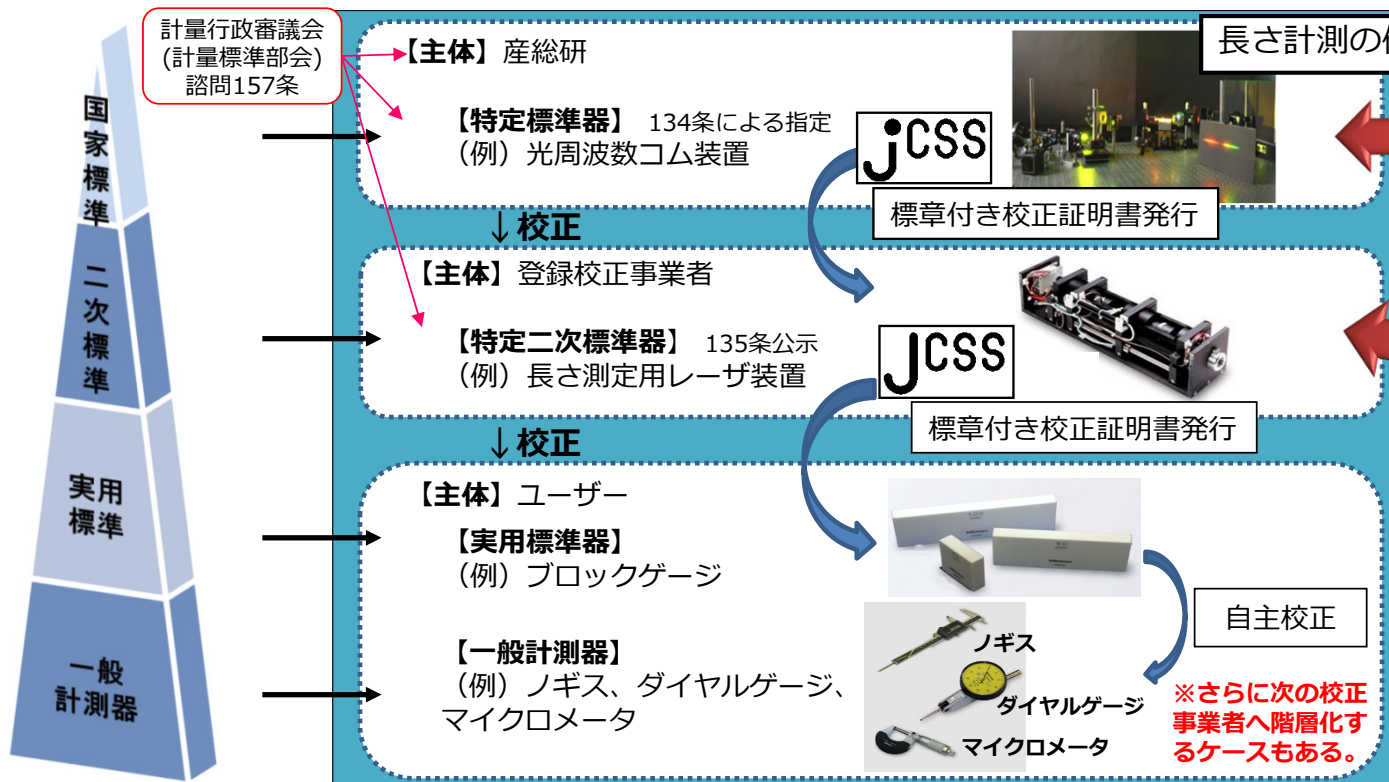 計量行政審議会
(計量標準部会)
諮問157条
国家標準
二次標準
実用
標準
一般
計測器
長さ計測の
【主体】産総研
【特定標準器】 134条による指定
（例）光周波数コム装置
jcss
標章付き校正証明書発行
↓校正
【主体】登録校正事業者
【特定二次標準器】 135条公示
（例）長さ測定用レーザ装置
JCSS
標章付き校正証明書発行
↓校正
【主体】ユーザー
【実用標準器】
（例）ブロックゲージ
【一般計測器】
（例）ノギス、ダイヤルゲージ、
マイクロメータ
ノギス
ダイヤルゲージ
マイクロメータ
自主校正
※さらに次の校正
事業者へ階層化す
るケースもある。